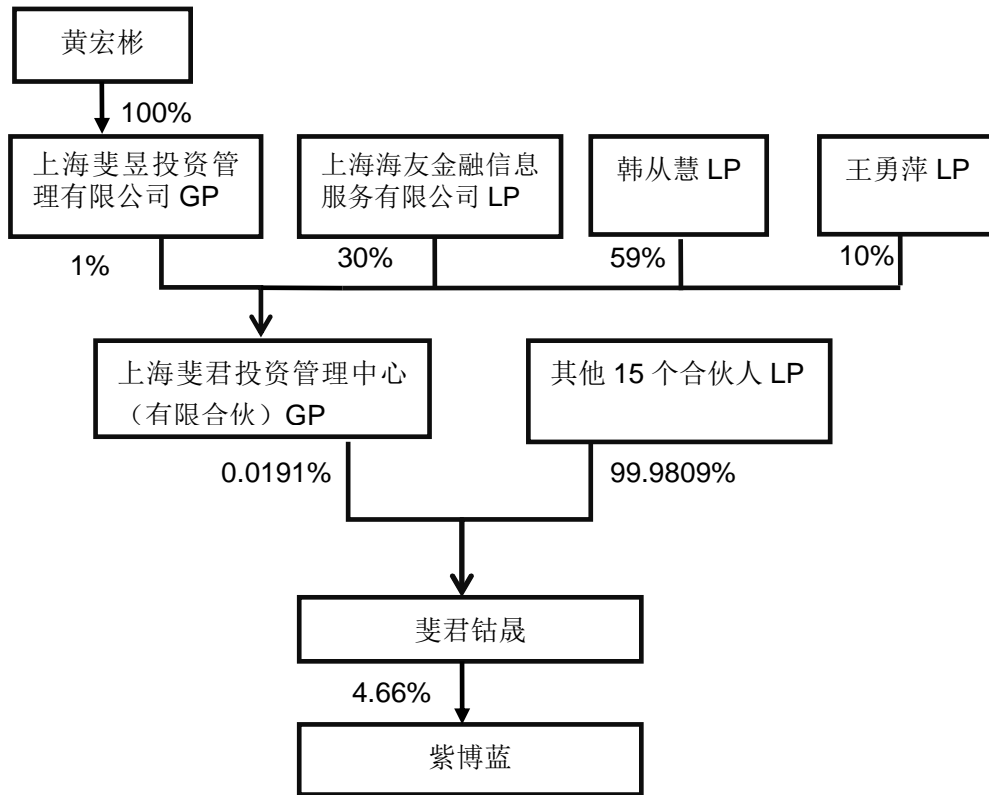 黄宏彬
100%
上海斐昱投资管
理有限公司 GP
上海海友金融信息
服务有限公司 LP
韩从慧 LP
王勇萍 LP
1%
30%
59%
10%
上海斐君投资管理中心
（有限合伙）GP
其他 15 个合伙人 LP
0.0191%
99.9809%
斐君钴晟
4.66%
紫博蓝